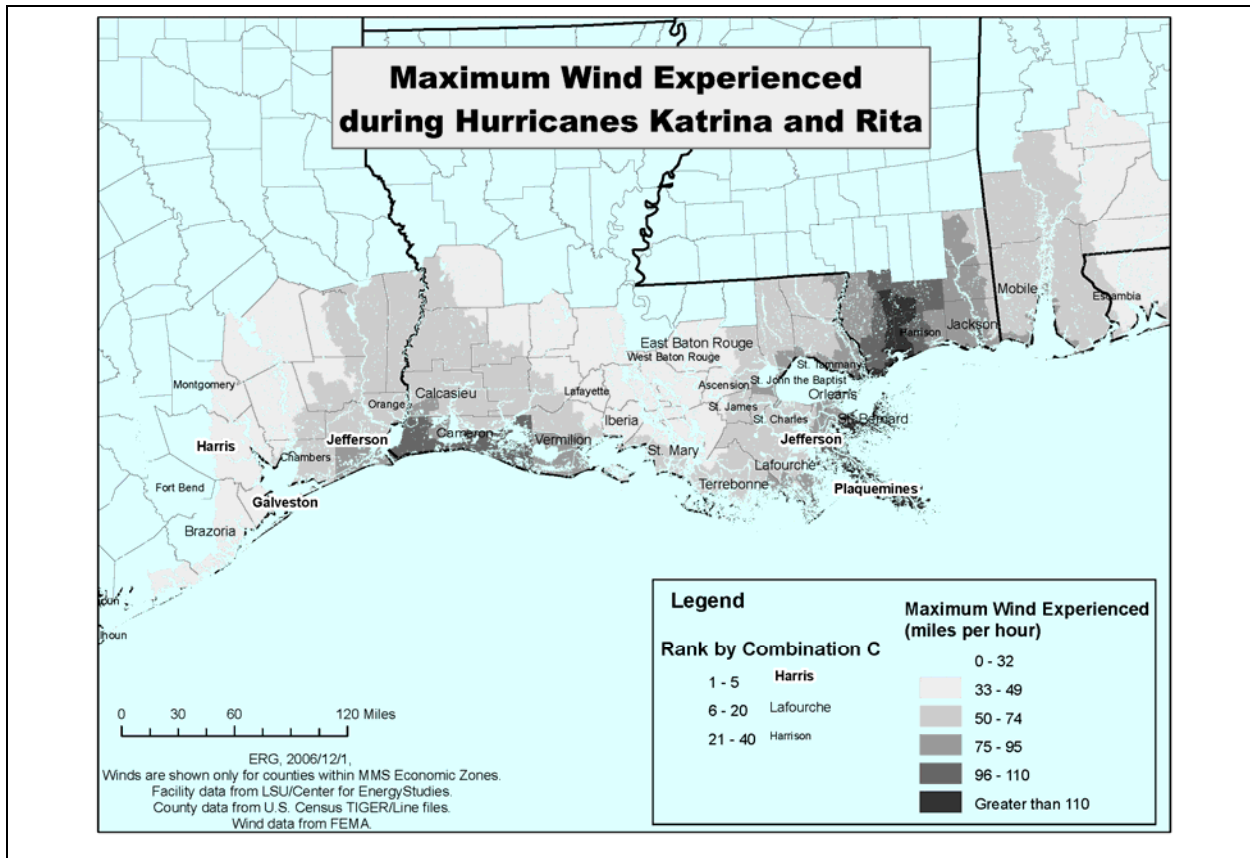 Maximum Wind Experienced
during Hurricanes Katrina and Rita
Mobile
Escambia
Harrison
Jackson
East Baton Rouge
West Baton Rouge
St. Tammany
Montgomery
Calcasieu
Lafayette
Ascension
St. John the Baptist
Orleans
Orange
St. James
Iberia
St. Charles
St. Bernard
Harris
Jefferson
Cameron
Vermilion
Jefferson
Chambers
St. Mary
Lafourche
Fort Bend
Galveston
Terrebonne
Plaquemines
Brazoria
oun
lhoun
Legend
Rank by Combination C
1 - 5 Harris
6 - 20 Lafourche
21 - 40 Harrison
Maximum Wind Experienced
(miles per hour)
0 - 32
33 - 49
50 - 74
75 - 95
96 - 110
Greater than 110
0 30 60 120 Miles
ERG, 2006/12/1,
Winds are shown only for counties within MMS Economic Zones.
Facility data from LSU/Center for EnergyStudies.
County data from U.S. Census TIGER/Line files.
Wind data from FEMA.